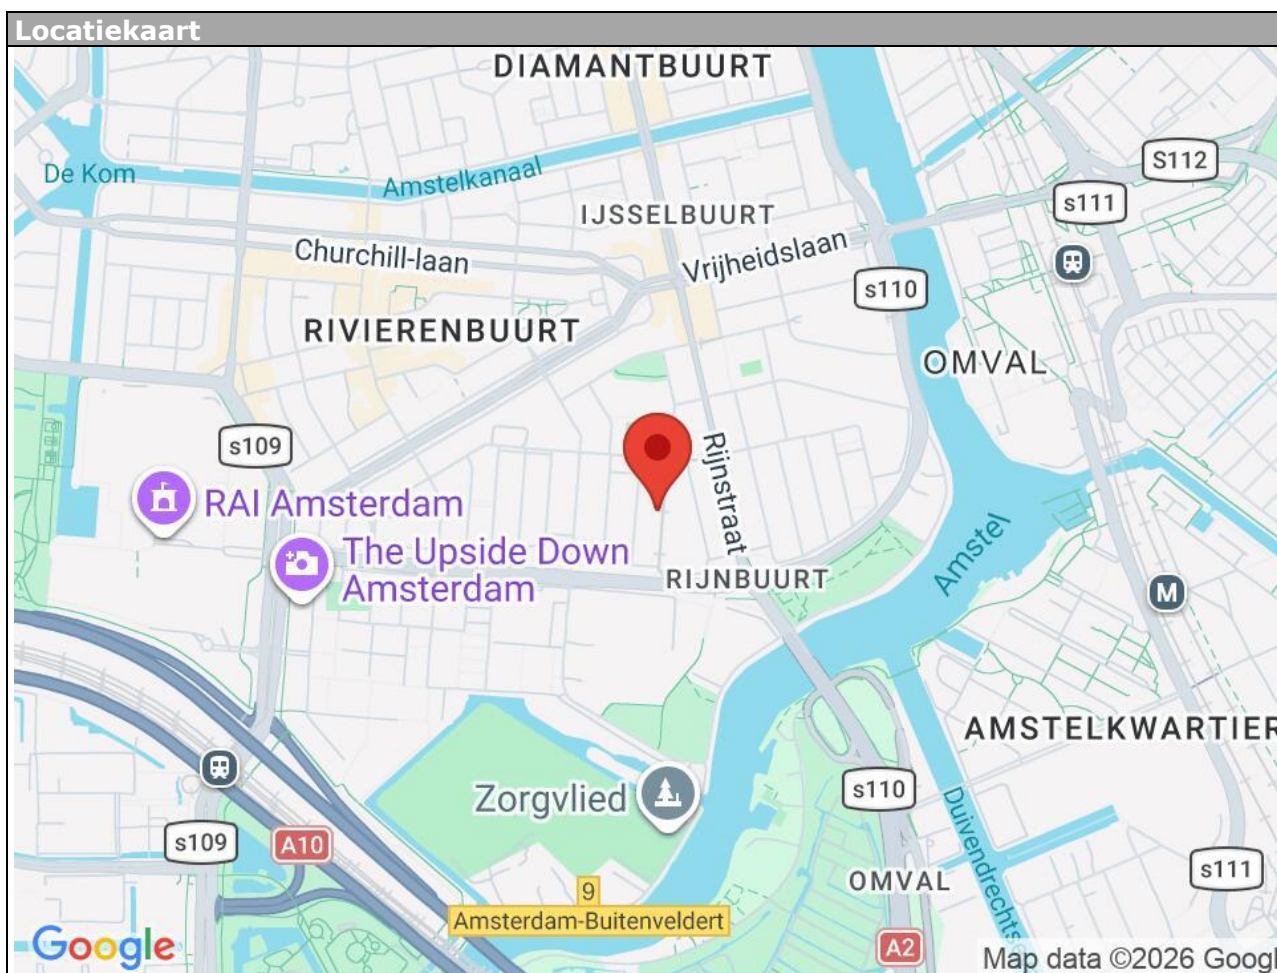 Locatiekaart
DIAMANTBUURT
S112
De Kom
Amstelkanaal
s111
IJSSELBUURT
Churchill-laan
Vrijheidslaan
s110
RIVIERENBUURT
OMVAL
s109
Rijnstraat
RAI Amsterdam
The Upside Down
Amsterdam
Amstel
RIJNBUURT
M
AMSTELKWARTIER
Zorgvlied
s110
s109
A10
Duivendrechts
s111
OMVAL
9
Amsterdam-Buitenveldert
A2
Google
Map data ©2026 Googl